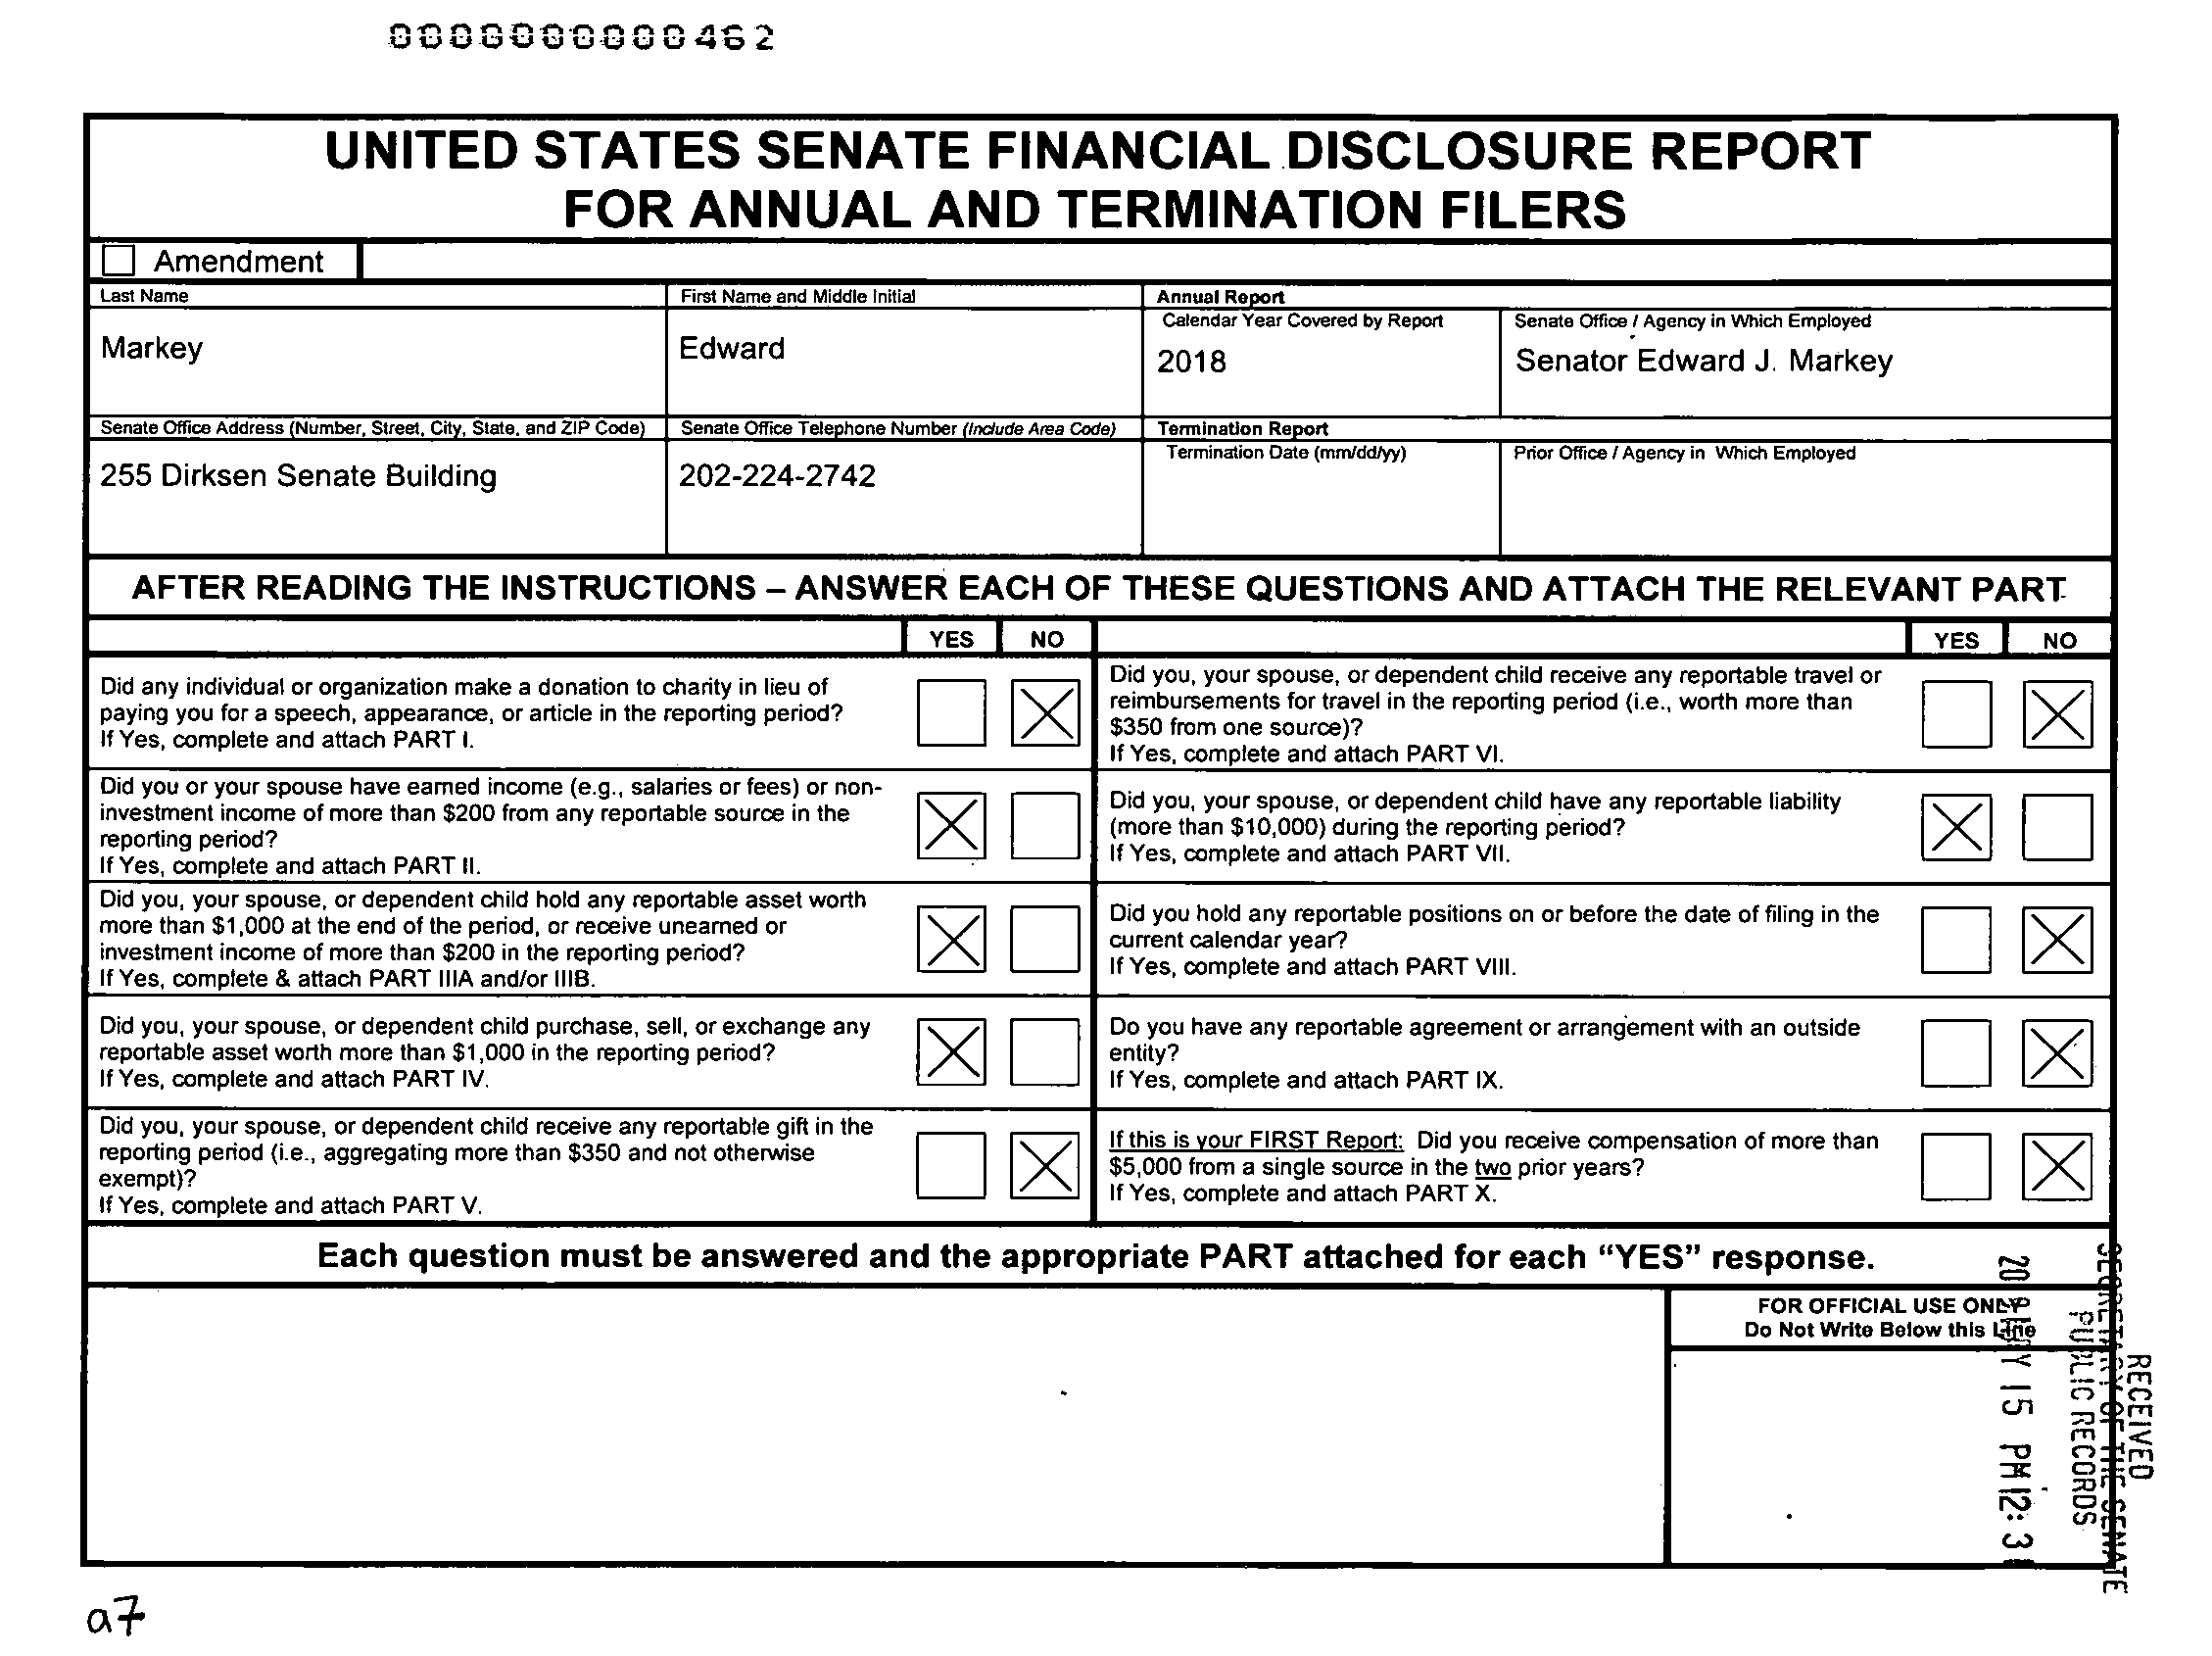 0000000000462
UNITED STATES SENATE FINANCIAL DISCLOSURE REPORT
FOR ANNUAL AND TERMINATION FILERS
Amendment
Last Name
Markey
First Name and Middle Initial
Edward
Annual Report
Calendar Year Covered by Report
2018
Senate Office / Agency in Which Employed
Senator Edward J. Markey
Senate Office Address (Number, Street, City, State, and ZIP Code)
255 Dirksen Senate Building
Senate Office Telephone Number (Include Area Code)
202-224-2742
Termination Report
Termination Date (mm/dd/yy)
Prior Office / Agency in Which Employed
AFTER READING THE INSTRUCTIONS – ANSWER EACH OF THESE QUESTIONS AND ATTACH THE RELEVANT PART
YES NO
Did any individual or organization make a donation to charity in lieu of
paying you for a speech, appearance, or article in the reporting period?
If Yes, complete and attach PART I.
Did you or your spouse have earned income (e.g., salaries or fees) or non-
investment income of more than $200 from any reportable source in the
reporting period?
If Yes, complete and attach PART II.
Did you, your spouse, or dependent child hold any reportable asset worth
more than $1,000 at the end of the period, or receive unearned or
investment income of more than $200 in the reporting period?
If Yes, complete & attach PART IIIA and/or IIIB.
Did you, your spouse, or dependent child purchase, sell, or exchange any
reportable asset worth more than $1,000 in the reporting period?
If Yes, complete and attach PART IV.
Did you, your spouse, or dependent child receive any reportable gift in the
reporting period (i.e., aggregating more than $350 and not otherwise
exempt)?
If Yes, complete and attach PART V.
YES NO
Did you, your spouse, or dependent child receive any reportable travel or
reimbursements for travel in the reporting period (i.e., worth more than
$350 from one source)?
If Yes, complete and attach PART VI.
Did you, your spouse, or dependent child have any reportable liability
(more than $10,000) during the reporting period?
If Yes, complete and attach PART VII.
Did you hold any reportable positions on or before the date of filing in the
current calendar year?
If Yes, complete and attach PART VIII.
Do you have any reportable agreement or arrangement with an outside
entity?
If Yes, complete and attach PART IX.
If this is your FIRST Report: Did you receive compensation of more than
$5,000 from a single source in the two prior years?
If Yes, complete and attach PART X.
Each question must be answered and the appropriate PART attached for each “YES” response.
FOR OFFICIAL USE ONLY
Do Not Write Below this Line
RECEIVED
SECRETARY OF THE SENATE
PUBLIC RECORDS
15 PM 12: 3
a7